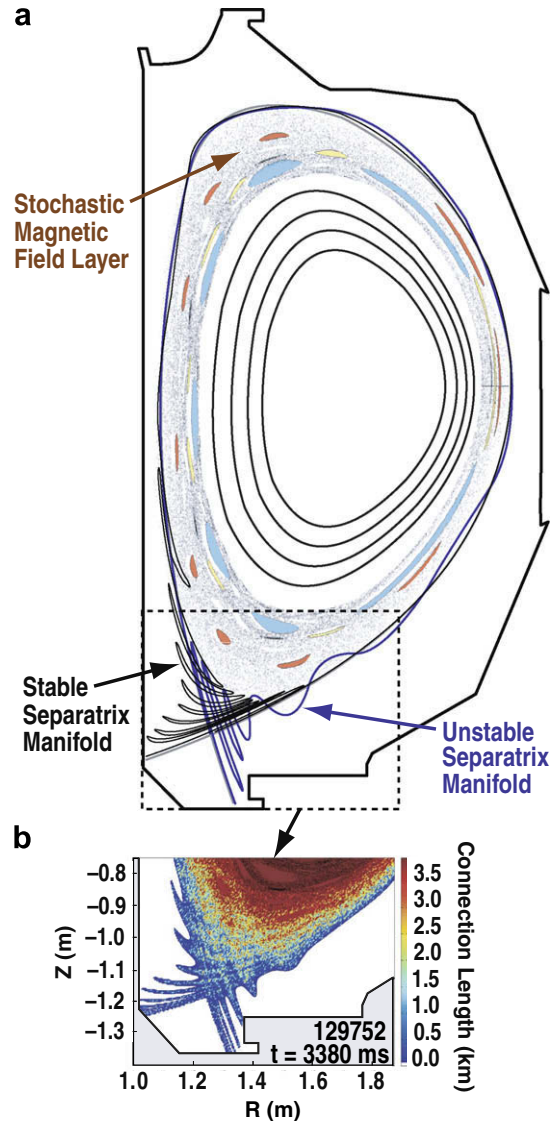 a
Stochastic
Magnetic
Field Layer
Stable
Separatrix
Manifold
Unstable
Separatrix
Manifold
b
Z (m)
−0.8
−0.9
−1.0
−1.1
−1.2
−1.3
1.0 1.2 1.4 1.6 1.8
R (m)
129752
t = 3380 ms
3.5
3.0
2.5
2.0
1.5
1.0
0.5
0.0
Connection Length (km)